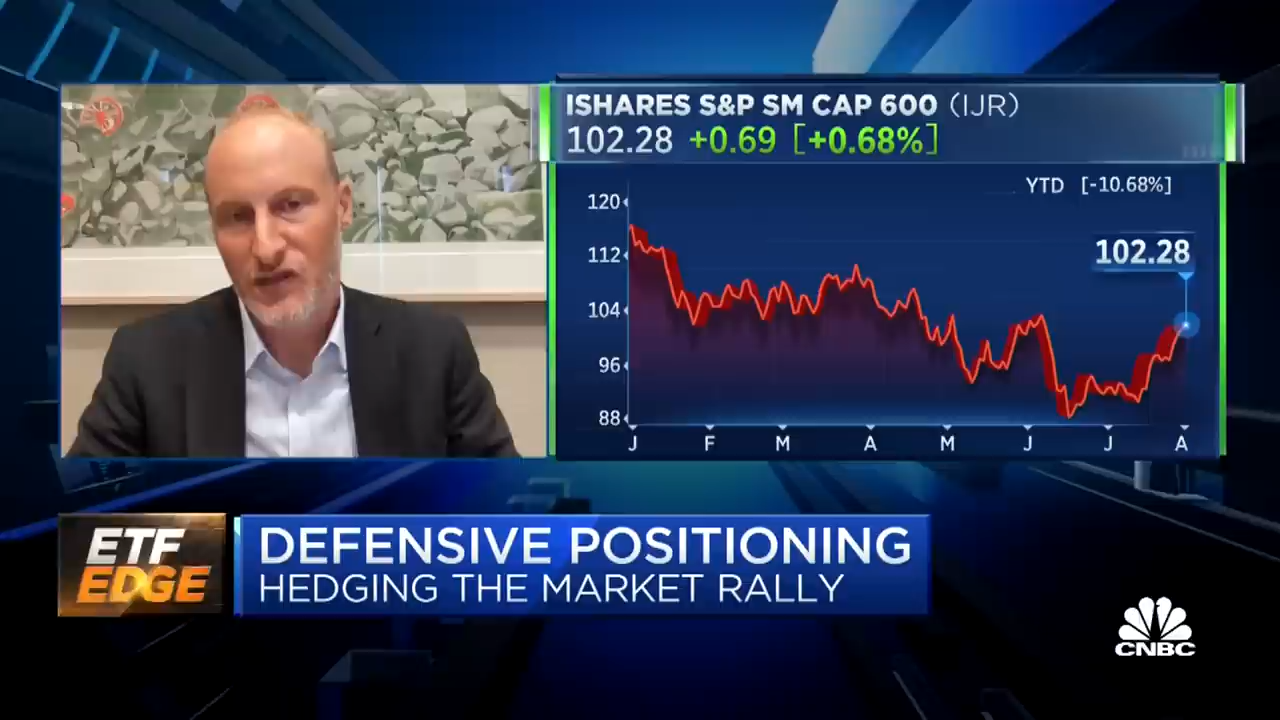 ISHARES S&P SM CAP 600 (IJR)
102.28 +0.69 [+0.68%]
YTD [-10.68%]
102.28
120
112
104
96
88
J F M A M J J A
ETF
EDGE
DEFENSIVE POSITIONING
HEDGING THE MARKET RALLY
CNBC